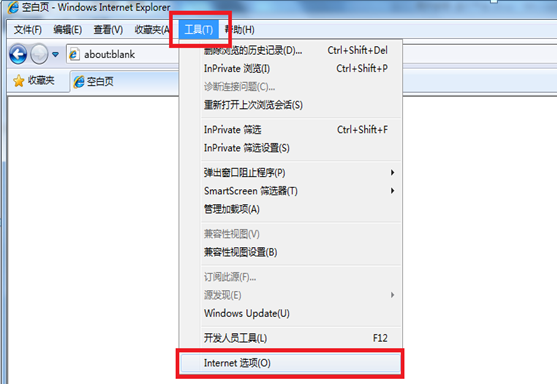 空白页 - Windows Internet Explorer
文件(F) 编辑(E) 查看(V) 收藏夹(A) 工具(T) 帮助(H)
about:blank
收藏夹 空白页
删除浏览的历史记录(D)... Ctrl+Shift+Del
InPrivate 浏览(I) Ctrl+Shift+P
诊断连接问题(C)...
重新打开上次浏览会话(S)
InPrivate 筛选 Ctrl+Shift+F
InPrivate 筛选设置(S)
弹出窗口阻止程序(P)
SmartScreen 筛选器(T)
管理加载项(A)
兼容性视图(V)
兼容性视图设置(B)
订阅此源(F)...
源发现(E)
Windows Update(U)
开发人员工具(L) F12
Internet 选项(O)